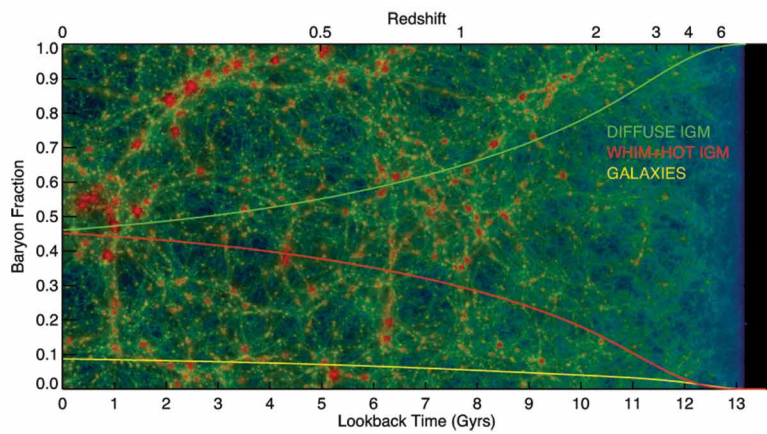 Redshift
0 0.5 1 2 3 4 6
1.0
0.9
0.8
0.7
0.6
0.5
0.4
0.3
0.2
0.1
0.0
Baryon Fraction
DIFFUSE IGM
WHIM+HOT IGM
GALAXIES
0 1 2 3 4 5 6 7 8 9 10 11 12 13
Lookback Time (Gyrs)